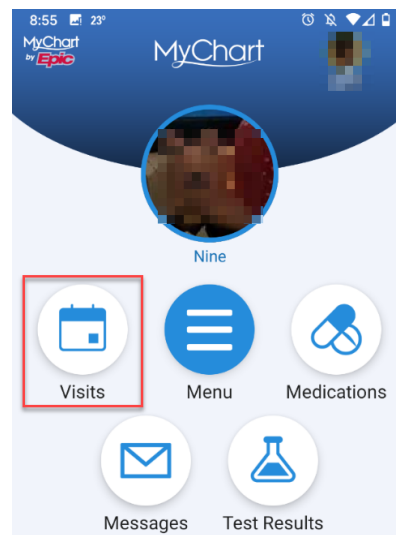 8:55 23°
MyChart
by Epic
MyChart
Nine
Visits Menu Medications
Messages Test Results